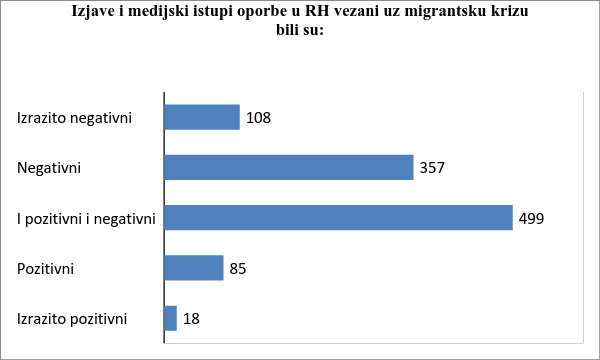 Izjave i medijski istupi oporbe u RH vezani uz migrantsku krizu
bili su:
Izrazito negativni 108
Negativni 357
I pozitivni i negativni 499
Pozitivni 85
Izrazito pozitivni 18